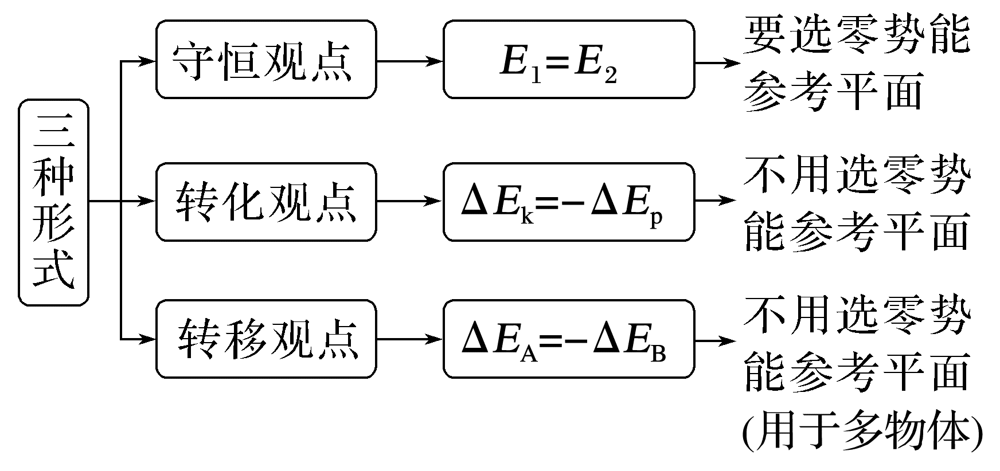 三种形式
守恒观点
E₁=E₂
要选零势能
参考平面
转化观点
ΔEₖ=-ΔEₚ
不用选零势
能参考平面
转移观点
ΔE_A=-ΔE_B
不用选零势
能参考平面
(用于多物体)